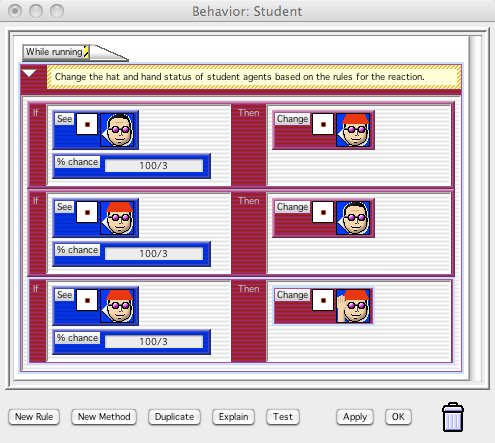 Behavior: Student
While running
Change the hat and hand status of student agents based on the rules for the reaction.
If
See
% chance
100/3
Then
Change
If
See
% chance
100/3
Then
Change
If
See
% chance
100/3
Then
Change
New Rule
New Method
Duplicate
Explain
Test
Apply
OK